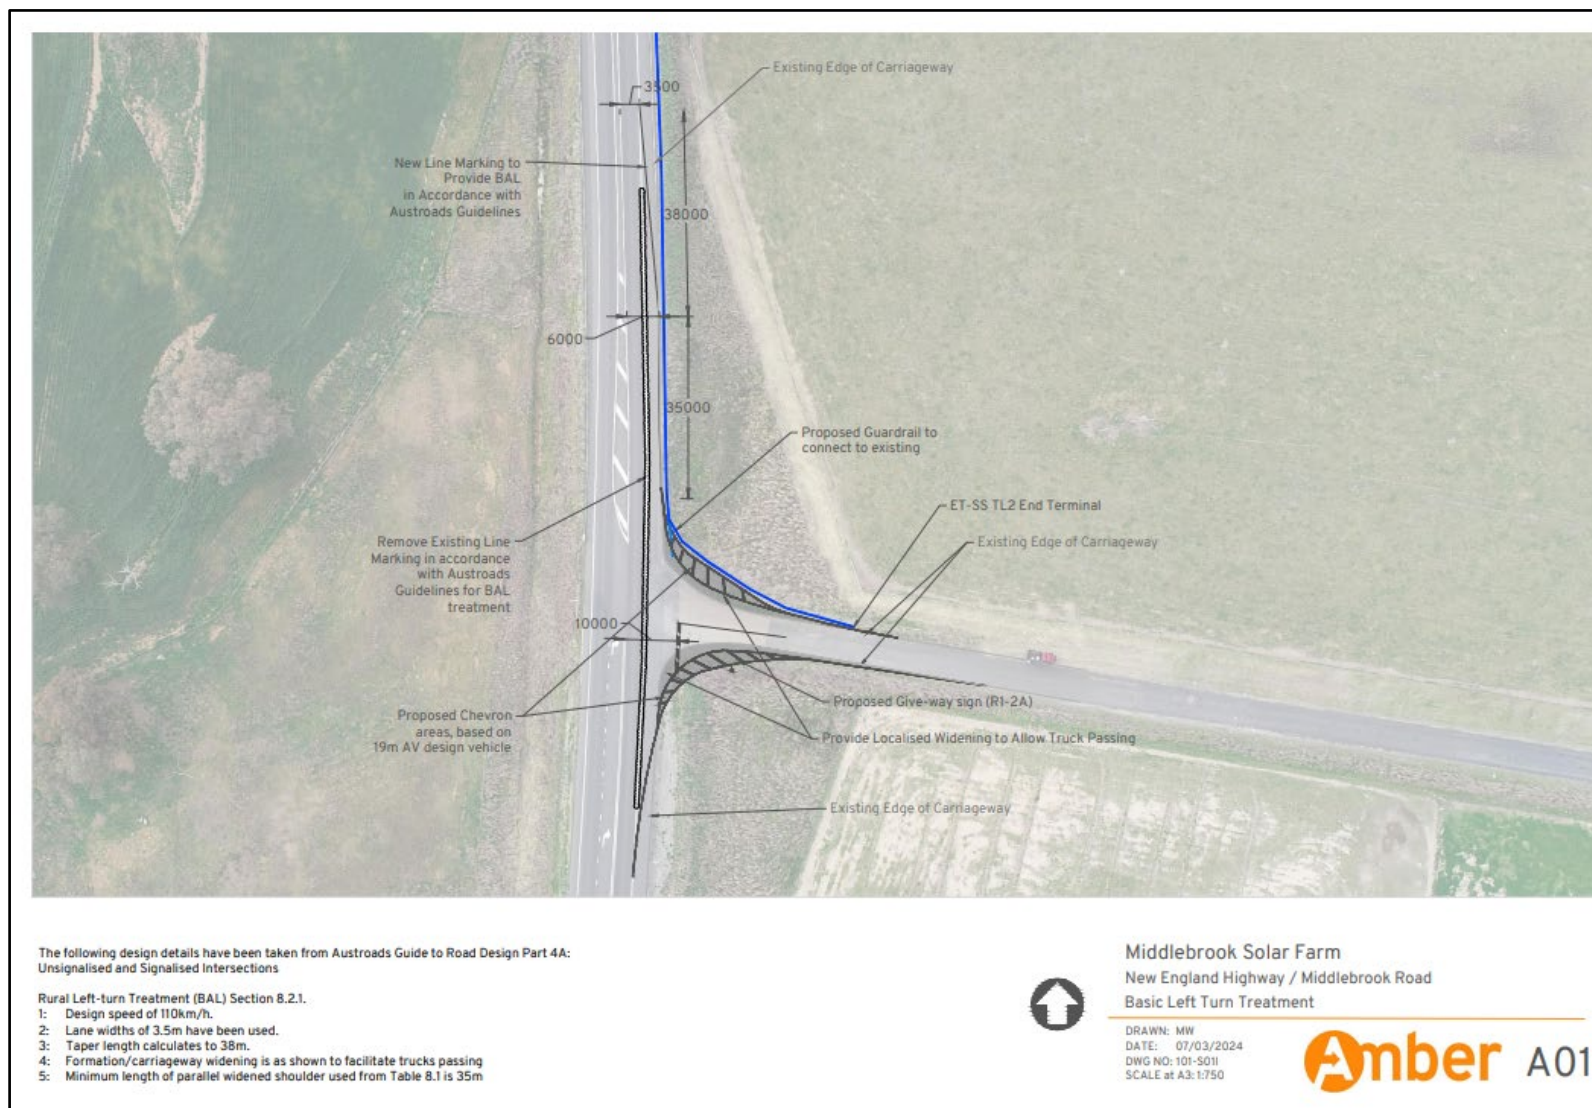 Existing Edge of Carriageway
3500
New Line Marking to
Provide BAL
in Accordance with
Austroads Guidelines
38000
6000
35000
Proposed Guardrail to
connect to existing
ET-SS TL2 End Terminal
Existing Edge of Carriageway
Remove Existing Line
Marking in accordance
with Austroads
Guidelines for BAL
treatment
10000
Proposed Give-way sign (R1-2A)
Proposed Chevron
areas, based on
19m AV design vehicle
Provide Localised Widening to Allow Truck Passing
Existing Edge of Carriageway
The following design details have been taken from Austroads Guide to Road Design Part 4A:
Unsignalised and Signalised Intersections
Rural Left-turn Treatment (BAL) Section 8.2.1.
1: Design speed of 110km/h.
2: Lane widths of 3.5m have been used.
3: Taper length calculates to 38m.
4: Formation/carriageway widening is as shown to facilitate trucks passing
5: Minimum length of parallel widened shoulder used from Table 8.1 is 35m
Middlebrook Solar Farm
New England Highway / Middlebrook Road
Basic Left Turn Treatment
DRAWN: MW
DATE: 07/03/2024
DWG NO: 101-S01I
SCALE at A3: 1:750
Amber
A01